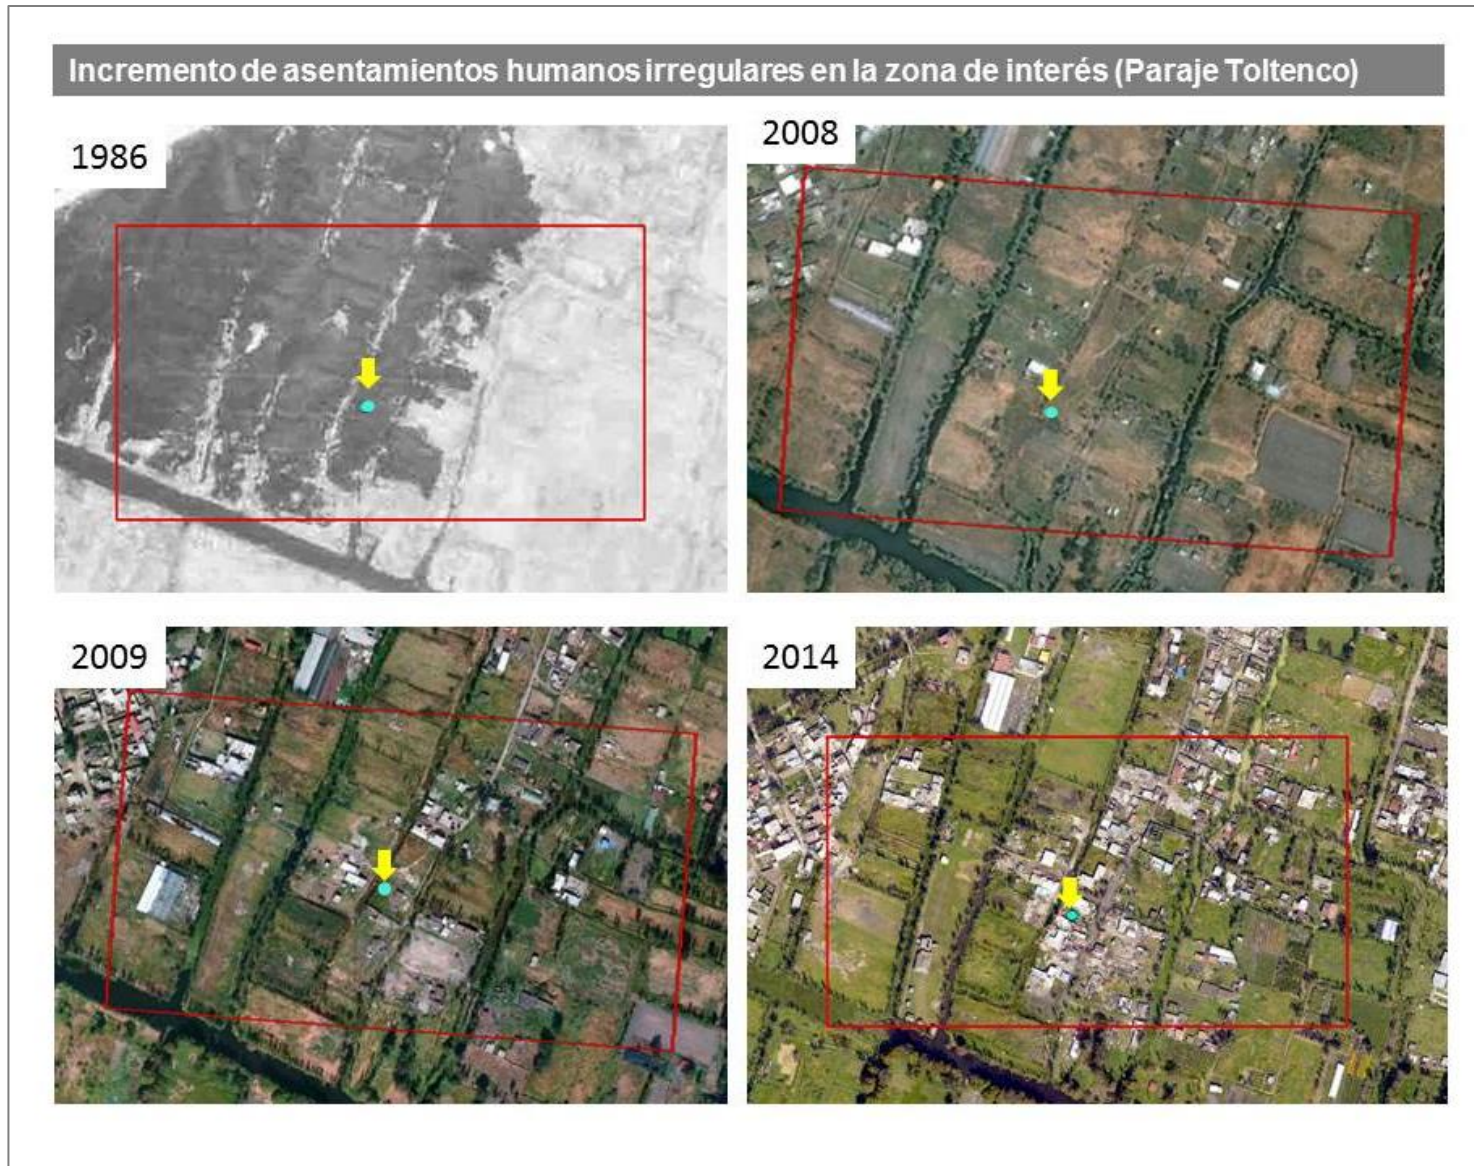 Incremento de asentamientos humanos irregulares en la zona de interés (Paraje Toltenco)
1986
2008
2009
2014